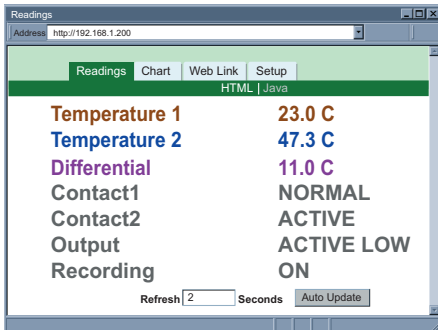 Readings
Address http://192.168.1.200
Readings Chart Web Link Setup
HTML | Java
Temperature 1 23.0 C
Temperature 2 47.3 C
Differential 11.0 C
Contact1 NORMAL
Contact2 ACTIVE
Output ACTIVE LOW
Recording ON
Refresh 2 Seconds Auto Update